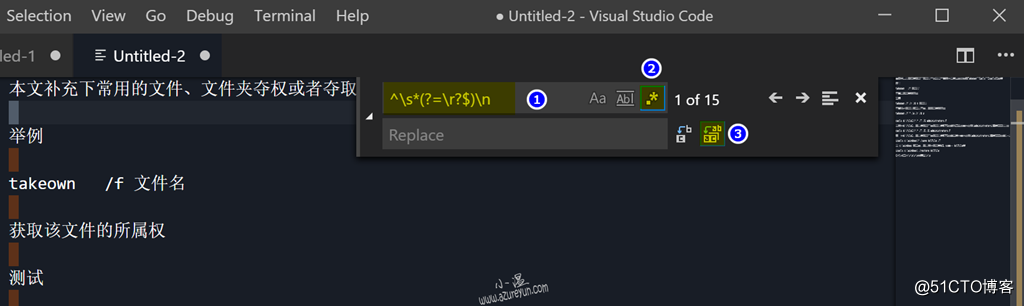 Selection View Go Debug Terminal Help ● Untitled-2 - Visual Studio Code
led-1 ● Untitled-2 ●
本文补充下常用的文件、文件夹夺权或者夺取
②
^\s*(?=\r?$)\n ① Aa Abl .* 1 of 15
Replace ③
举例
takeown /f 文件名
获取该文件的所属权
测试
小温
www.azureyun.com
@51CTO博客